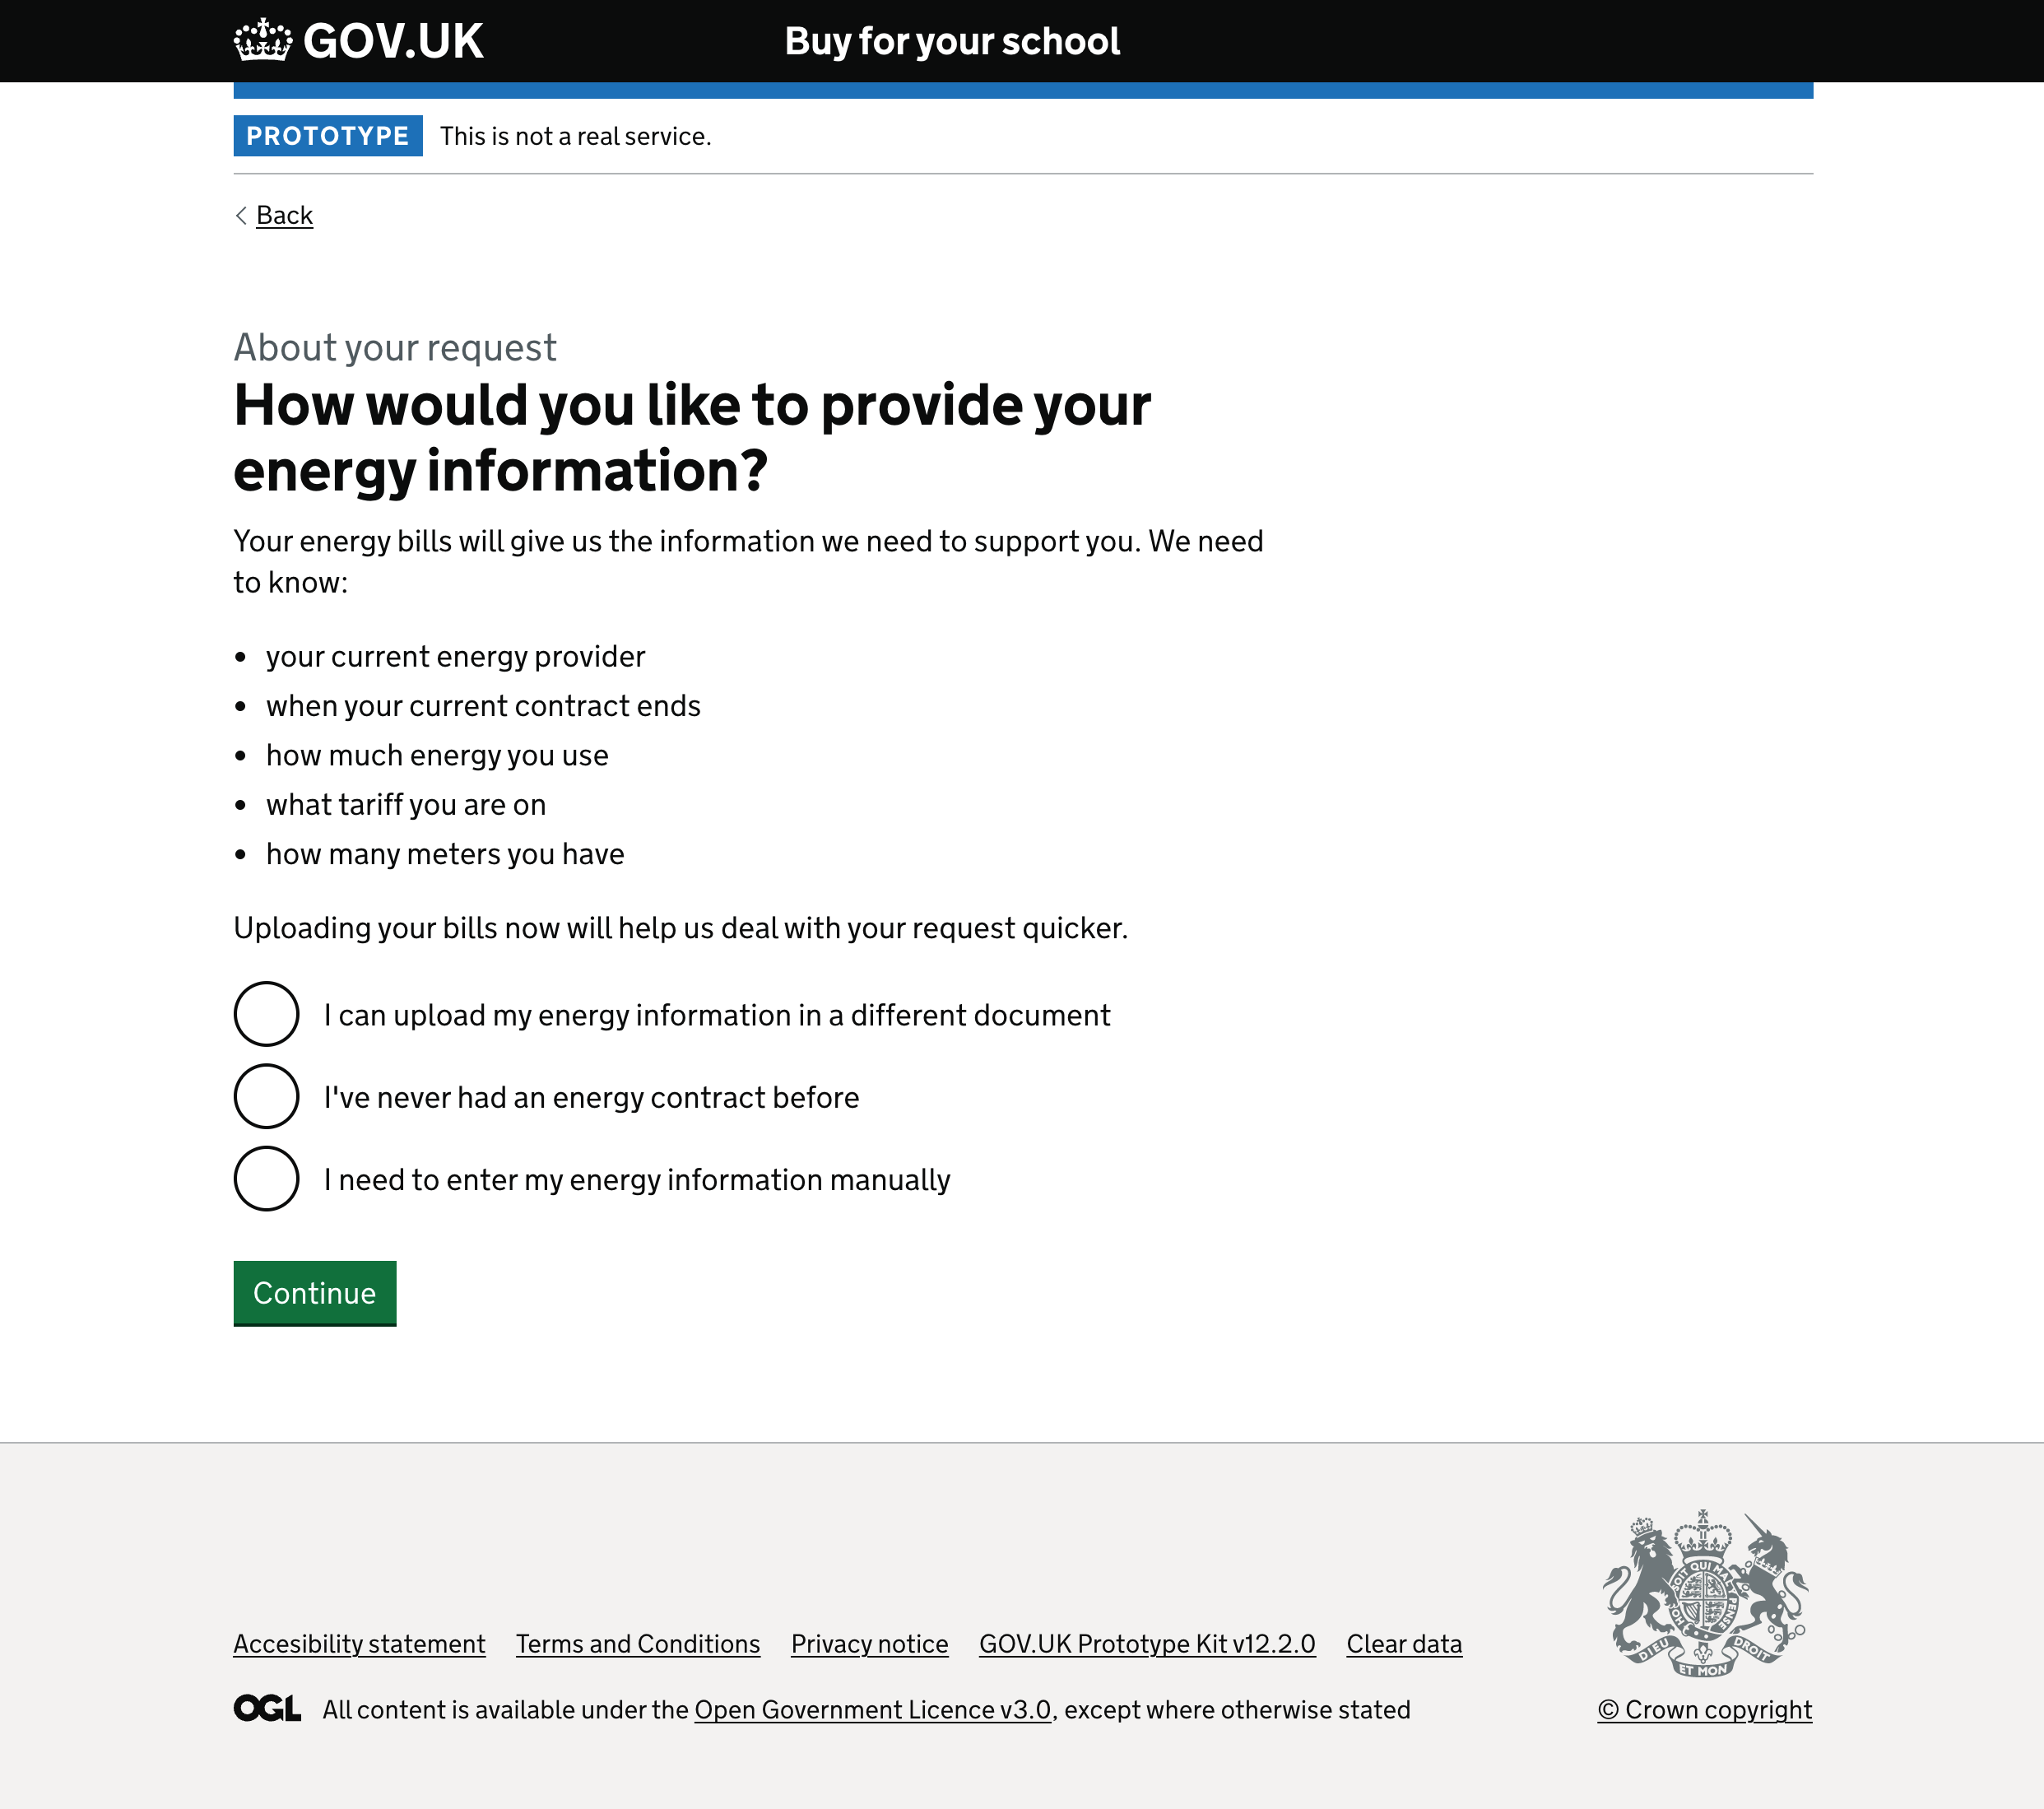 GOV.UK Buy for your school
PROTOTYPE This is not a real service.
Back
About your request
How would you like to provide your
energy information?
Your energy bills will give us the information we need to support you. We need
to know:
• your current energy provider
• when your current contract ends
• how much energy you use
• what tariff you are on
• how many meters you have
Uploading your bills now will help us deal with your request quicker.
I can upload my energy information in a different document
I've never had an energy contract before
I need to enter my energy information manually
Continue
Accesibility statement Terms and Conditions Privacy notice GOV.UK Prototype Kit v12.2.0 Clear data
SOIT QUI MAL Y PENSE
HO
DIEU ET MON DROIT
OGL All content is available under the Open Government Licence v3.0, except where otherwise stated
© Crown copyright